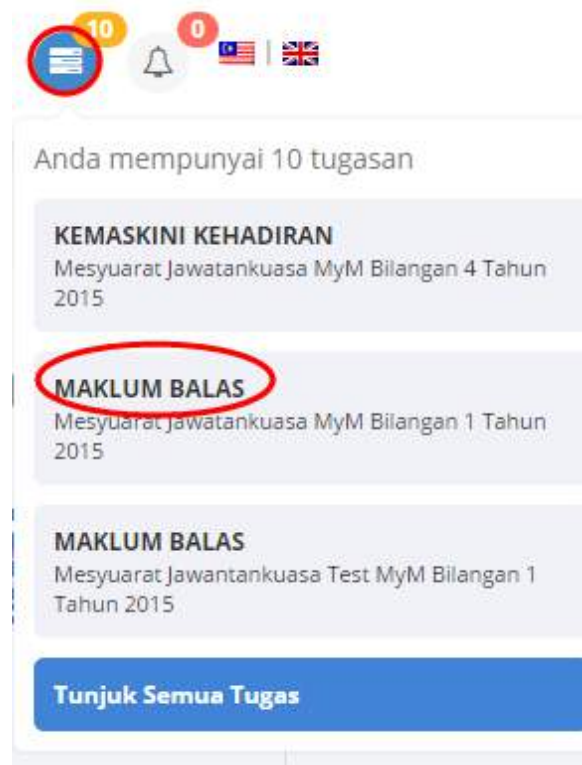 10
0
|
Anda mempunyai 10 tugasan
KEMASKINI KEHADIRAN
Mesyuarat Jawatankuasa MyM Bilangan 4 Tahun
2015
MAKLUM BALAS
Mesyuarat Jawatankuasa MyM Bilangan 1 Tahun
2015
MAKLUM BALAS
Mesyuarat Jawantankuasa Test MyM Bilangan 1
Tahun 2015
Tunjuk Semua Tugas